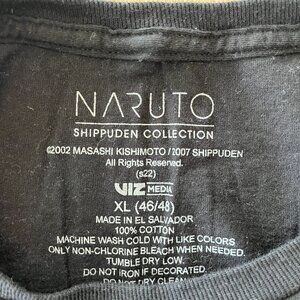 NARUTO
SHIPPUDEN COLLECTION
©2002 MASASHI KISHIMOTO/2007 SHIPPUDEN
All Rights Reserved.
(s22)
VIZ MEDIA
XL (46/48)
MADE IN EL SALVADOR
100% COTTON
MACHINE WASH COLD WITH LIKE COLORS
ONLY NON-CHLORINE BLEACH WHEN NEEDED.
TUMBLE DRY LOW.
DO NOT IRON IF DECORATED.
DO NOT